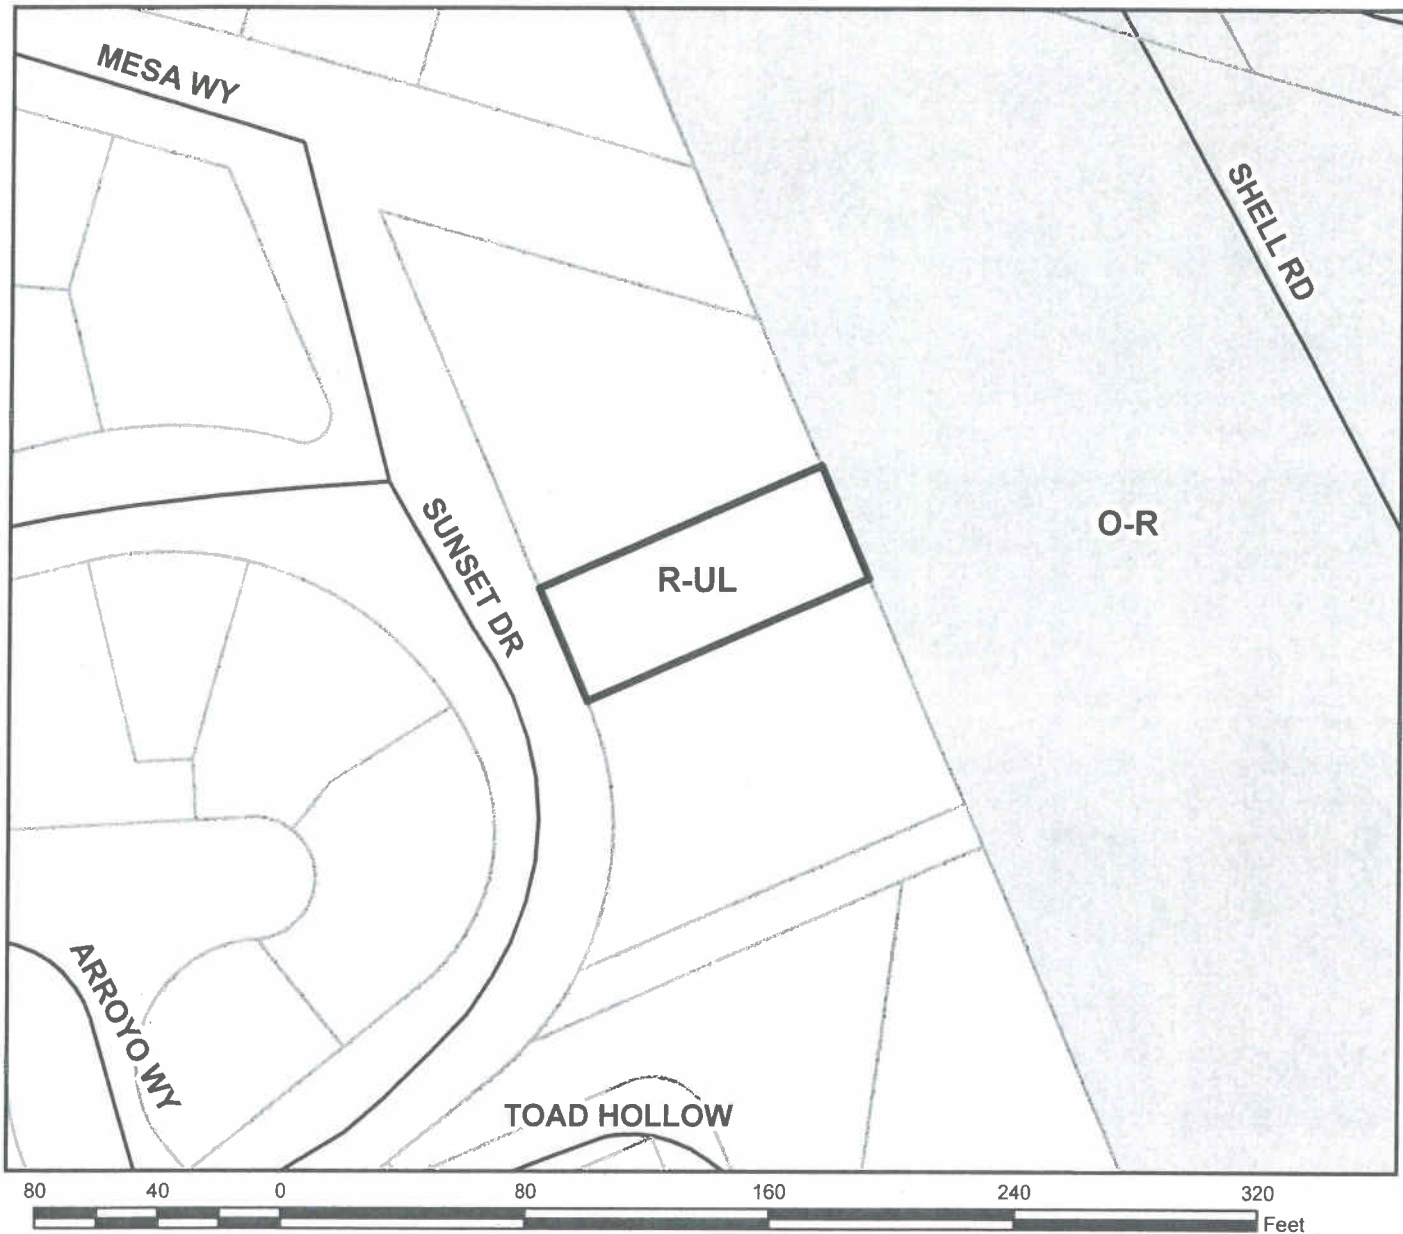 MESA WY
SHELL RD
SUNSET DR
O-R
R-UL
ARROYO WY
TOAD HOLLOW
80 40 0 80 160 240 320
Feet